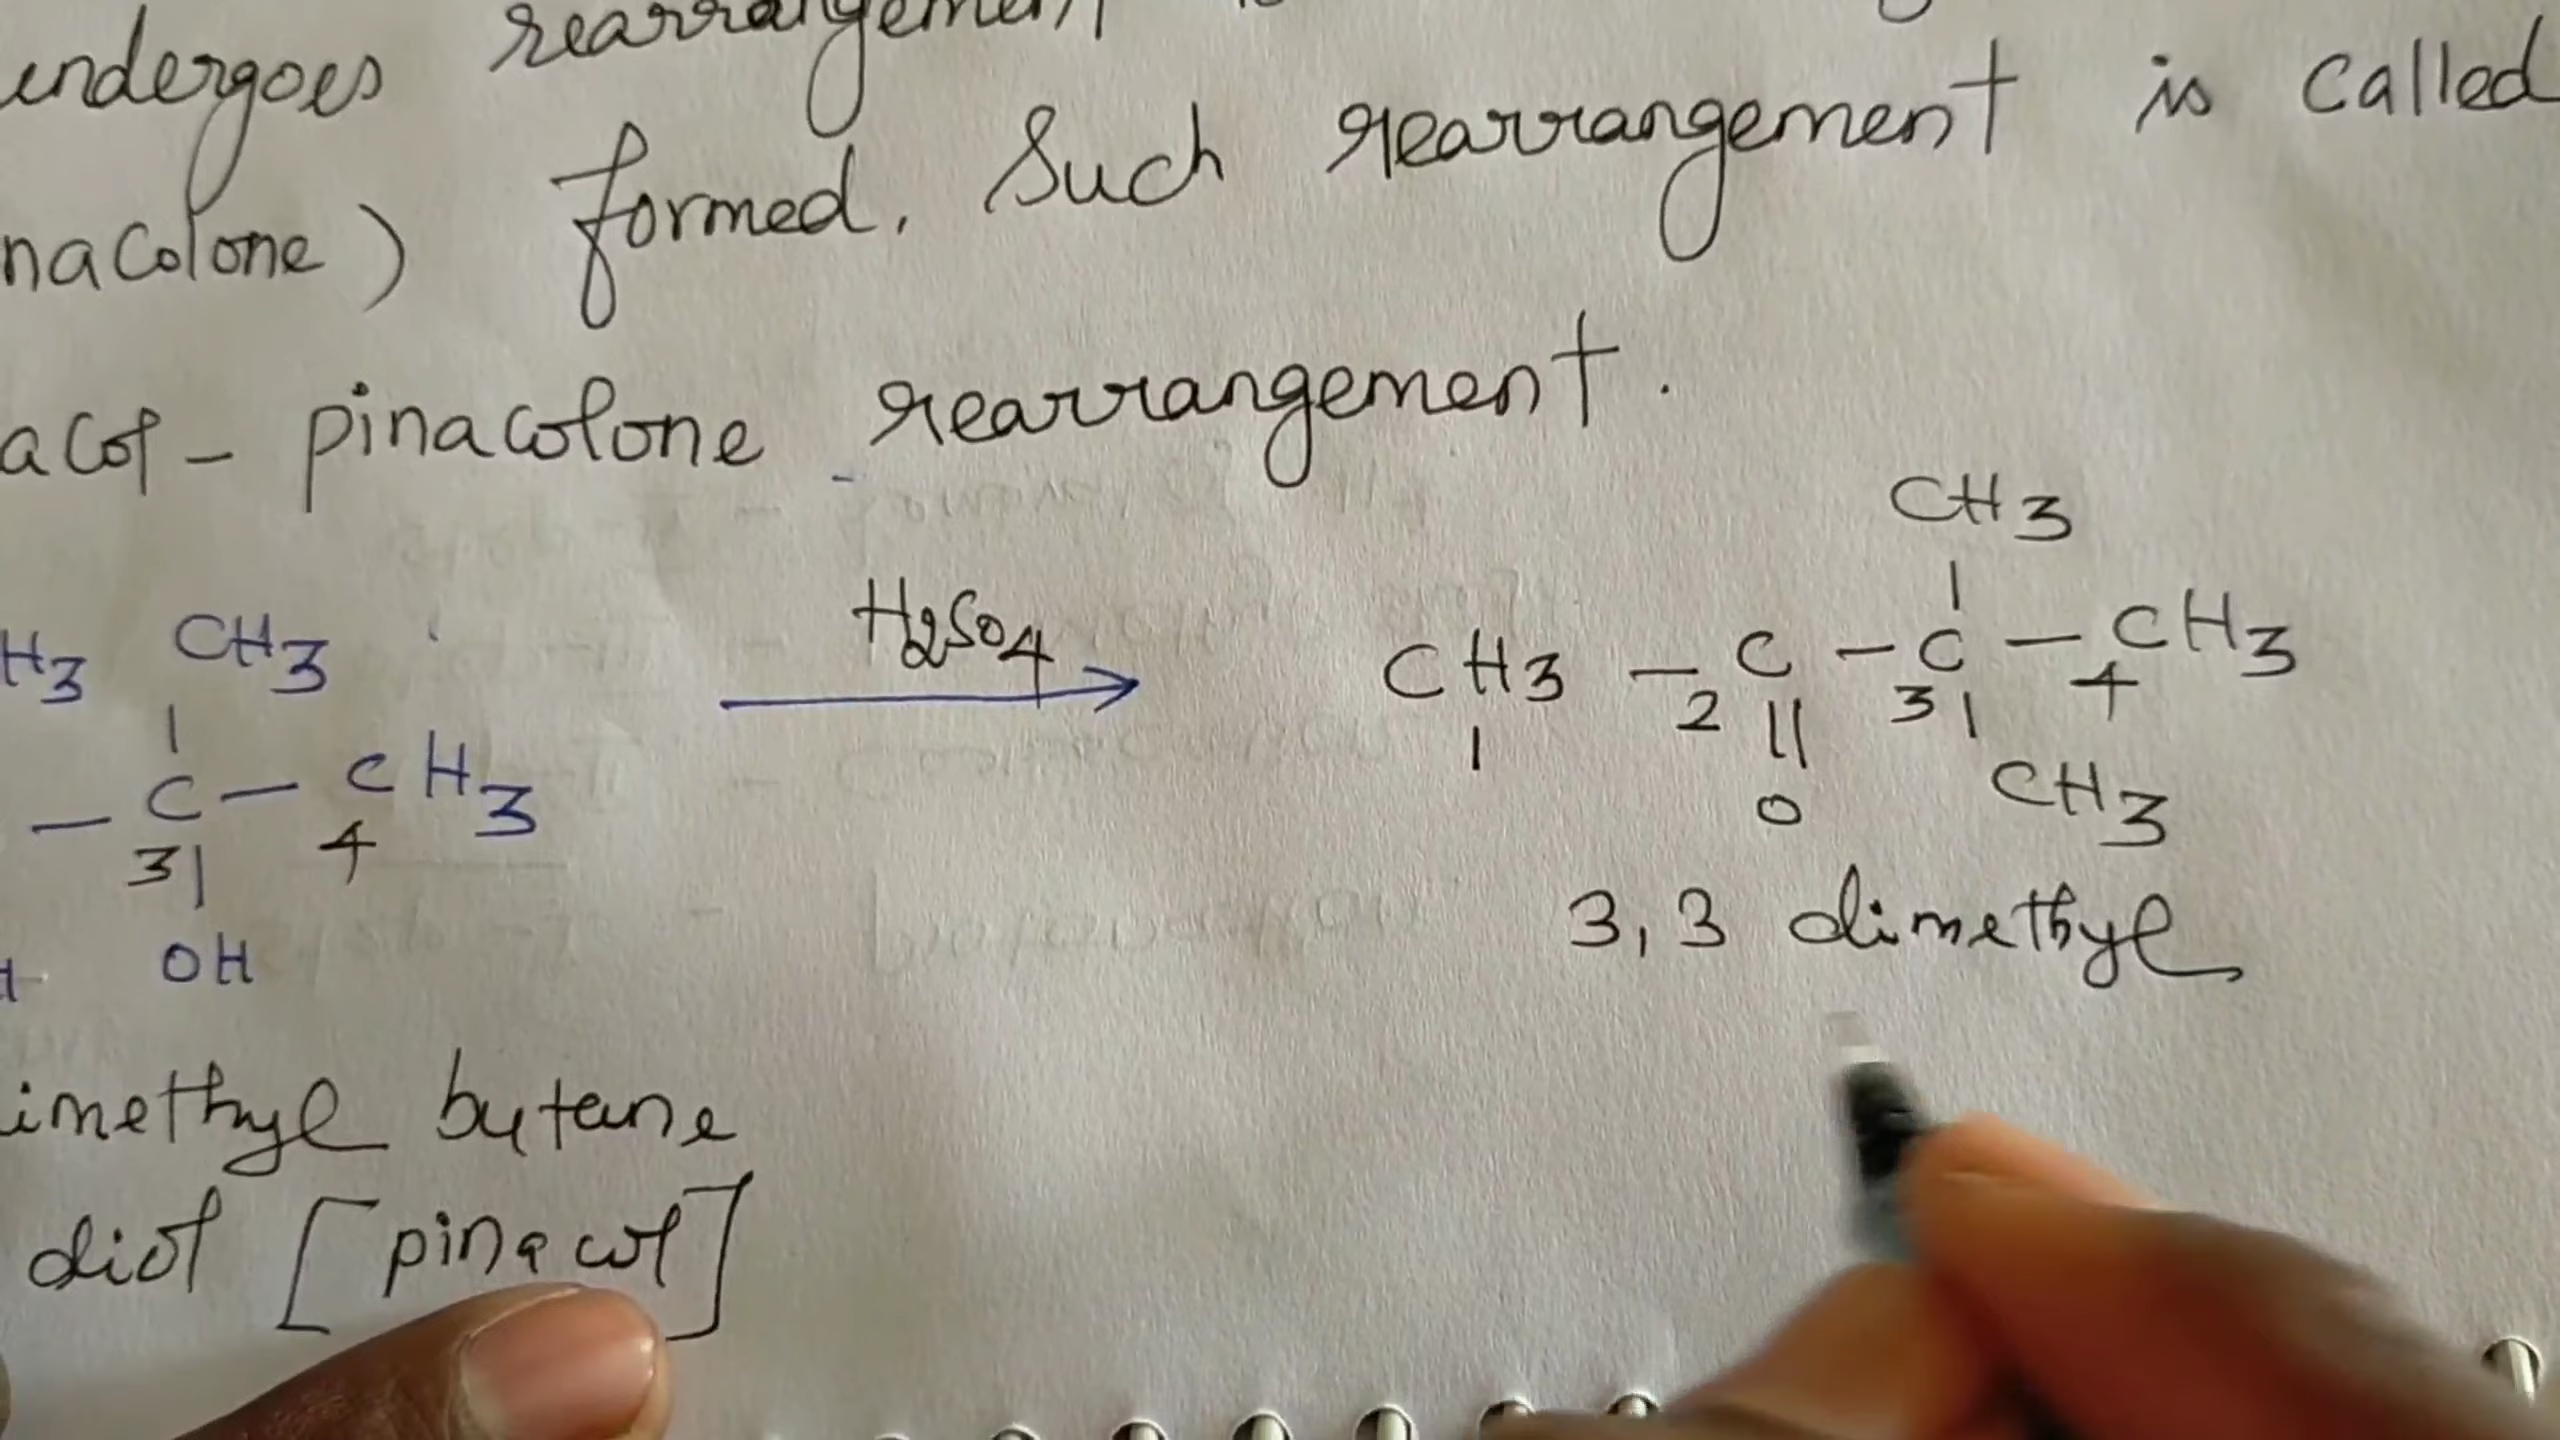 undergoes rearrangement
formed. Such rearrangement is called
nacolone)
acol - pinacolone rearrangement.
CH3
H3 CH3
H2SO4
CH3 - C - C - CH3
1 2 3 4
- C - CH3
3 4
O
CH3
OH
3,3 dimethyl
imethyl butane
diol [pinacol]